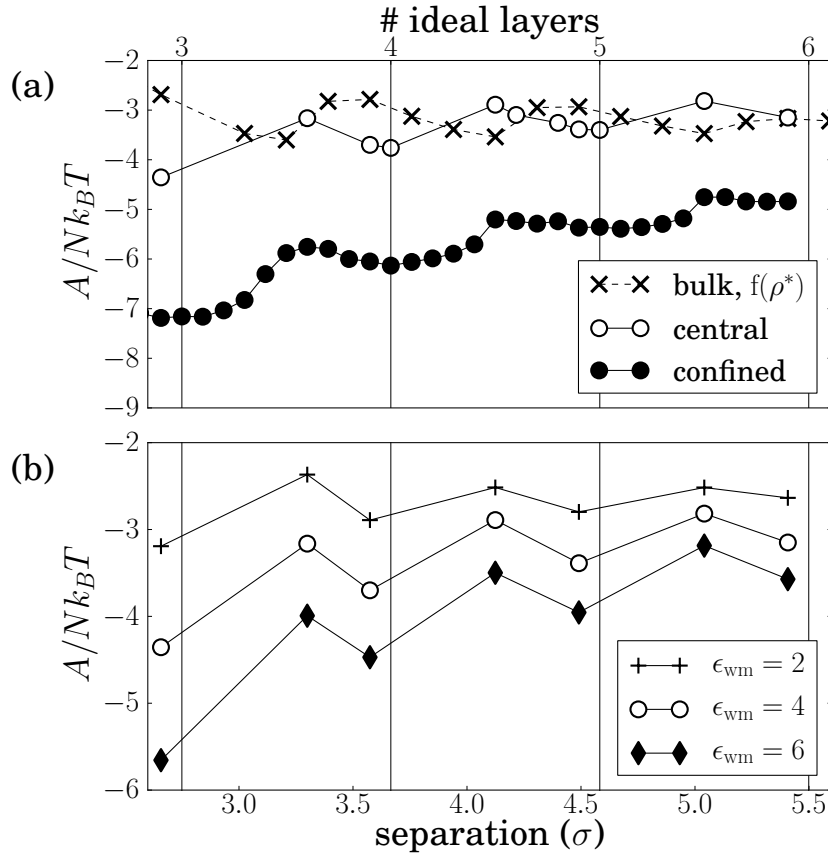 # ideal layers
3 4 5 6
(a)
−2
−3
−4
−5
−6
−7
−8
−9
A/Nk_BT
bulk, f(ρ*)
central
confined
(b)
−2
−3
−4
−5
−6
A/Nk_BT
ϵ_wm = 2
ϵ_wm = 4
ϵ_wm = 6
3.0 3.5 4.0 4.5 5.0 5.5
separation (σ)